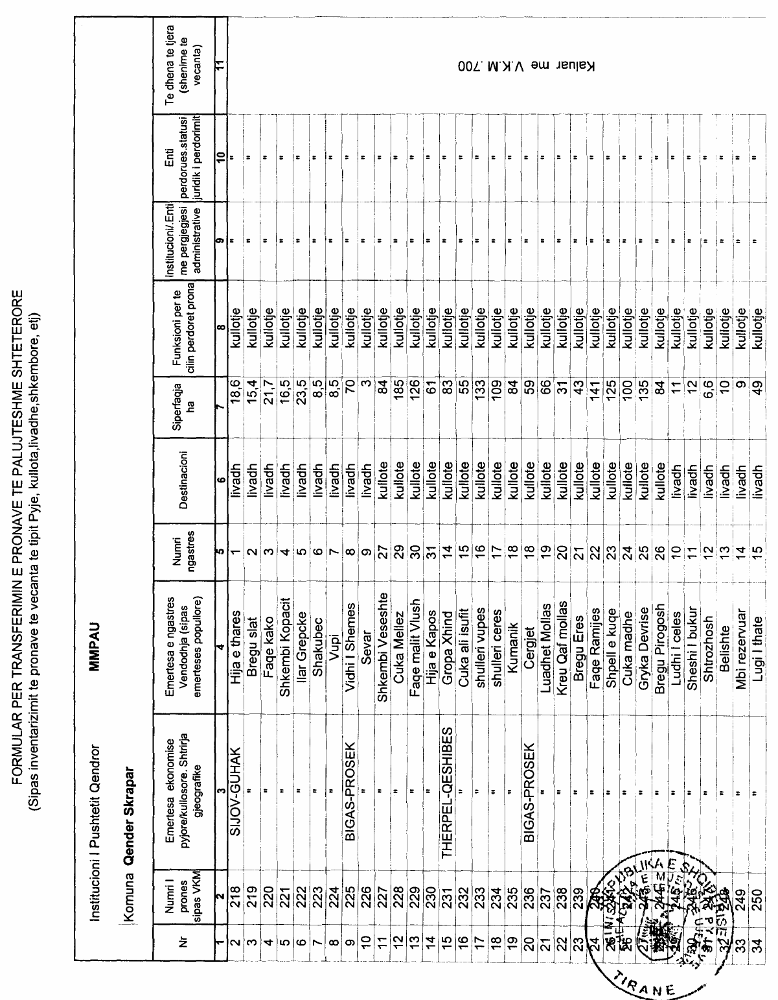 FORMULAR PER TRANSFERIMIN E PRONAVE TE PALUJTESHME SHTETERORE
(Sipas inventarizimit te pronave te vecanta te tipit Pyje, kullota,livadhe,shkembore, etj)
Institucioni I Pushtetit Qendror MMPAU
Komuna Qender Skrapar
Nr | Numri I prones sipas VKM | Emertesa ekonomise pyjore/kullosore. Shtrirja gjeografike | Emertesa e ngastres Vendodhja (sipas emerteses popullore) | Numri ngastres | Destinacioni | Siperfaqja ha | Funksioni per te cilin perdoret prona | Institucioni/.Enti me pergjegjesi administrative | Enti perdorues.statusi juridik i perdorimit | Te dhena te tjera (shenime te vecanta)
1 2 3 4 5 6 7 8 9 10 11
2 218 SIJOV-GUHAK Hija e thares 1 livadh 18,6 kullotje " "
3 219 " Bregu slat 2 livadh 15,4 kullotje " "
4 220 " Faqe kako 3 livadh 21,7 kullotje " "
5 221 " Shkembi Kopacit 4 livadh 16,5 kullotje " "
6 222 " Ilar Grepcke 5 livadh 23,5 kullotje " "
7 223 " Shakubec 6 livadh 8,5 kullotje " "
8 224 " Vupi 7 livadh 8,5 kullotje " "
9 225 BIGAS-PROSEK Vidhi I Shemes 8 livadh 70 kullotje " "
10 226 " Sevar 9 livadh 3 kullotje " "
11 227 " Shkembi Veseshte 27 kullote 84 kullotje " "
12 228 " Cuka Mellez 29 kullote 185 kullotje " "
13 229 " Faqe malit Vlush 30 kullote 126 kullotje " "
14 230 " Hija e Kapos 31 kullote 61 kullotje " "
15 231 THERPEL-QESHIBES Gropa Xhind 14 kullote 83 kullotje " "
16 232 " Cuka ali isufit 15 kullote 55 kullotje " "
17 233 " shulleri vupes 16 kullote 133 kullotje " "
18 234 " shulleri ceres 17 kullote 109 kullotje " "
19 235 " Kumanik 18 kullote 84 kullotje " "
20 236 BIGAS-PROSEK Cergjet 18 kullote 59 kullotje " "
21 237 " Luadhet Mollas 19 kullote 66 kullotje " "
22 238 " Kreu Qaf mollas 20 kullote 31 kullotje " "
23 239 " Bregu Eres 21 kullote 43 kullotje " "
24 240 " Faqe Ramijes 22 kullote 141 kullotje " "
25 241 " Shpell e kuqe 23 kullote 125 kullotje " "
26 242 " Cuka madhe 24 kullote 100 kullotje " "
27 243 " Gryka Devrise 25 kullote 135 kullotje " "
28 244 " Bregu Pirogosh 26 kullote 84 kullotje " "
29 245 " Ludhi I celes 10 livadh 11 kullotje " "
30 246 " Sheshi I bukur 11 livadh 12 kullotje " "
31 247 " Shtrozhosh 12 livadh 6,6 kullotje " "
32 248 " Belishte 13 livadh 10 kullotje " "
33 249 " Mbi rezervuar 14 livadh 9 kullotje " "
34 250 " Lugi I thate 15 livadh 49 kullotje " "
Kaluar me V.K.M .700
REPUBLIKA E SHQIPERISE
TIRANE